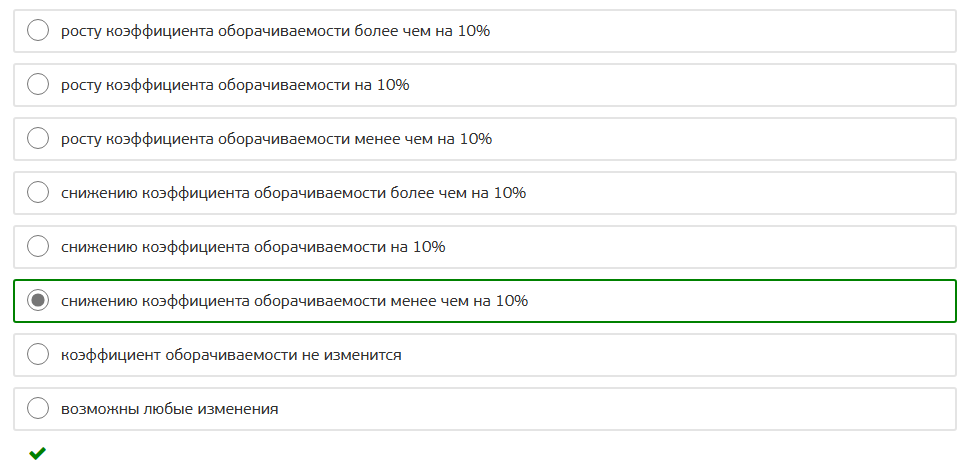 росту коэффициента оборачиваемости более чем на 10%
росту коэффициента оборачиваемости на 10%
росту коэффициента оборачиваемости менее чем на 10%
снижению коэффициента оборачиваемости более чем на 10%
снижению коэффициента оборачиваемости на 10%
снижению коэффициента оборачиваемости менее чем на 10%
коэффициент оборачиваемости не изменится
возможны любые изменения